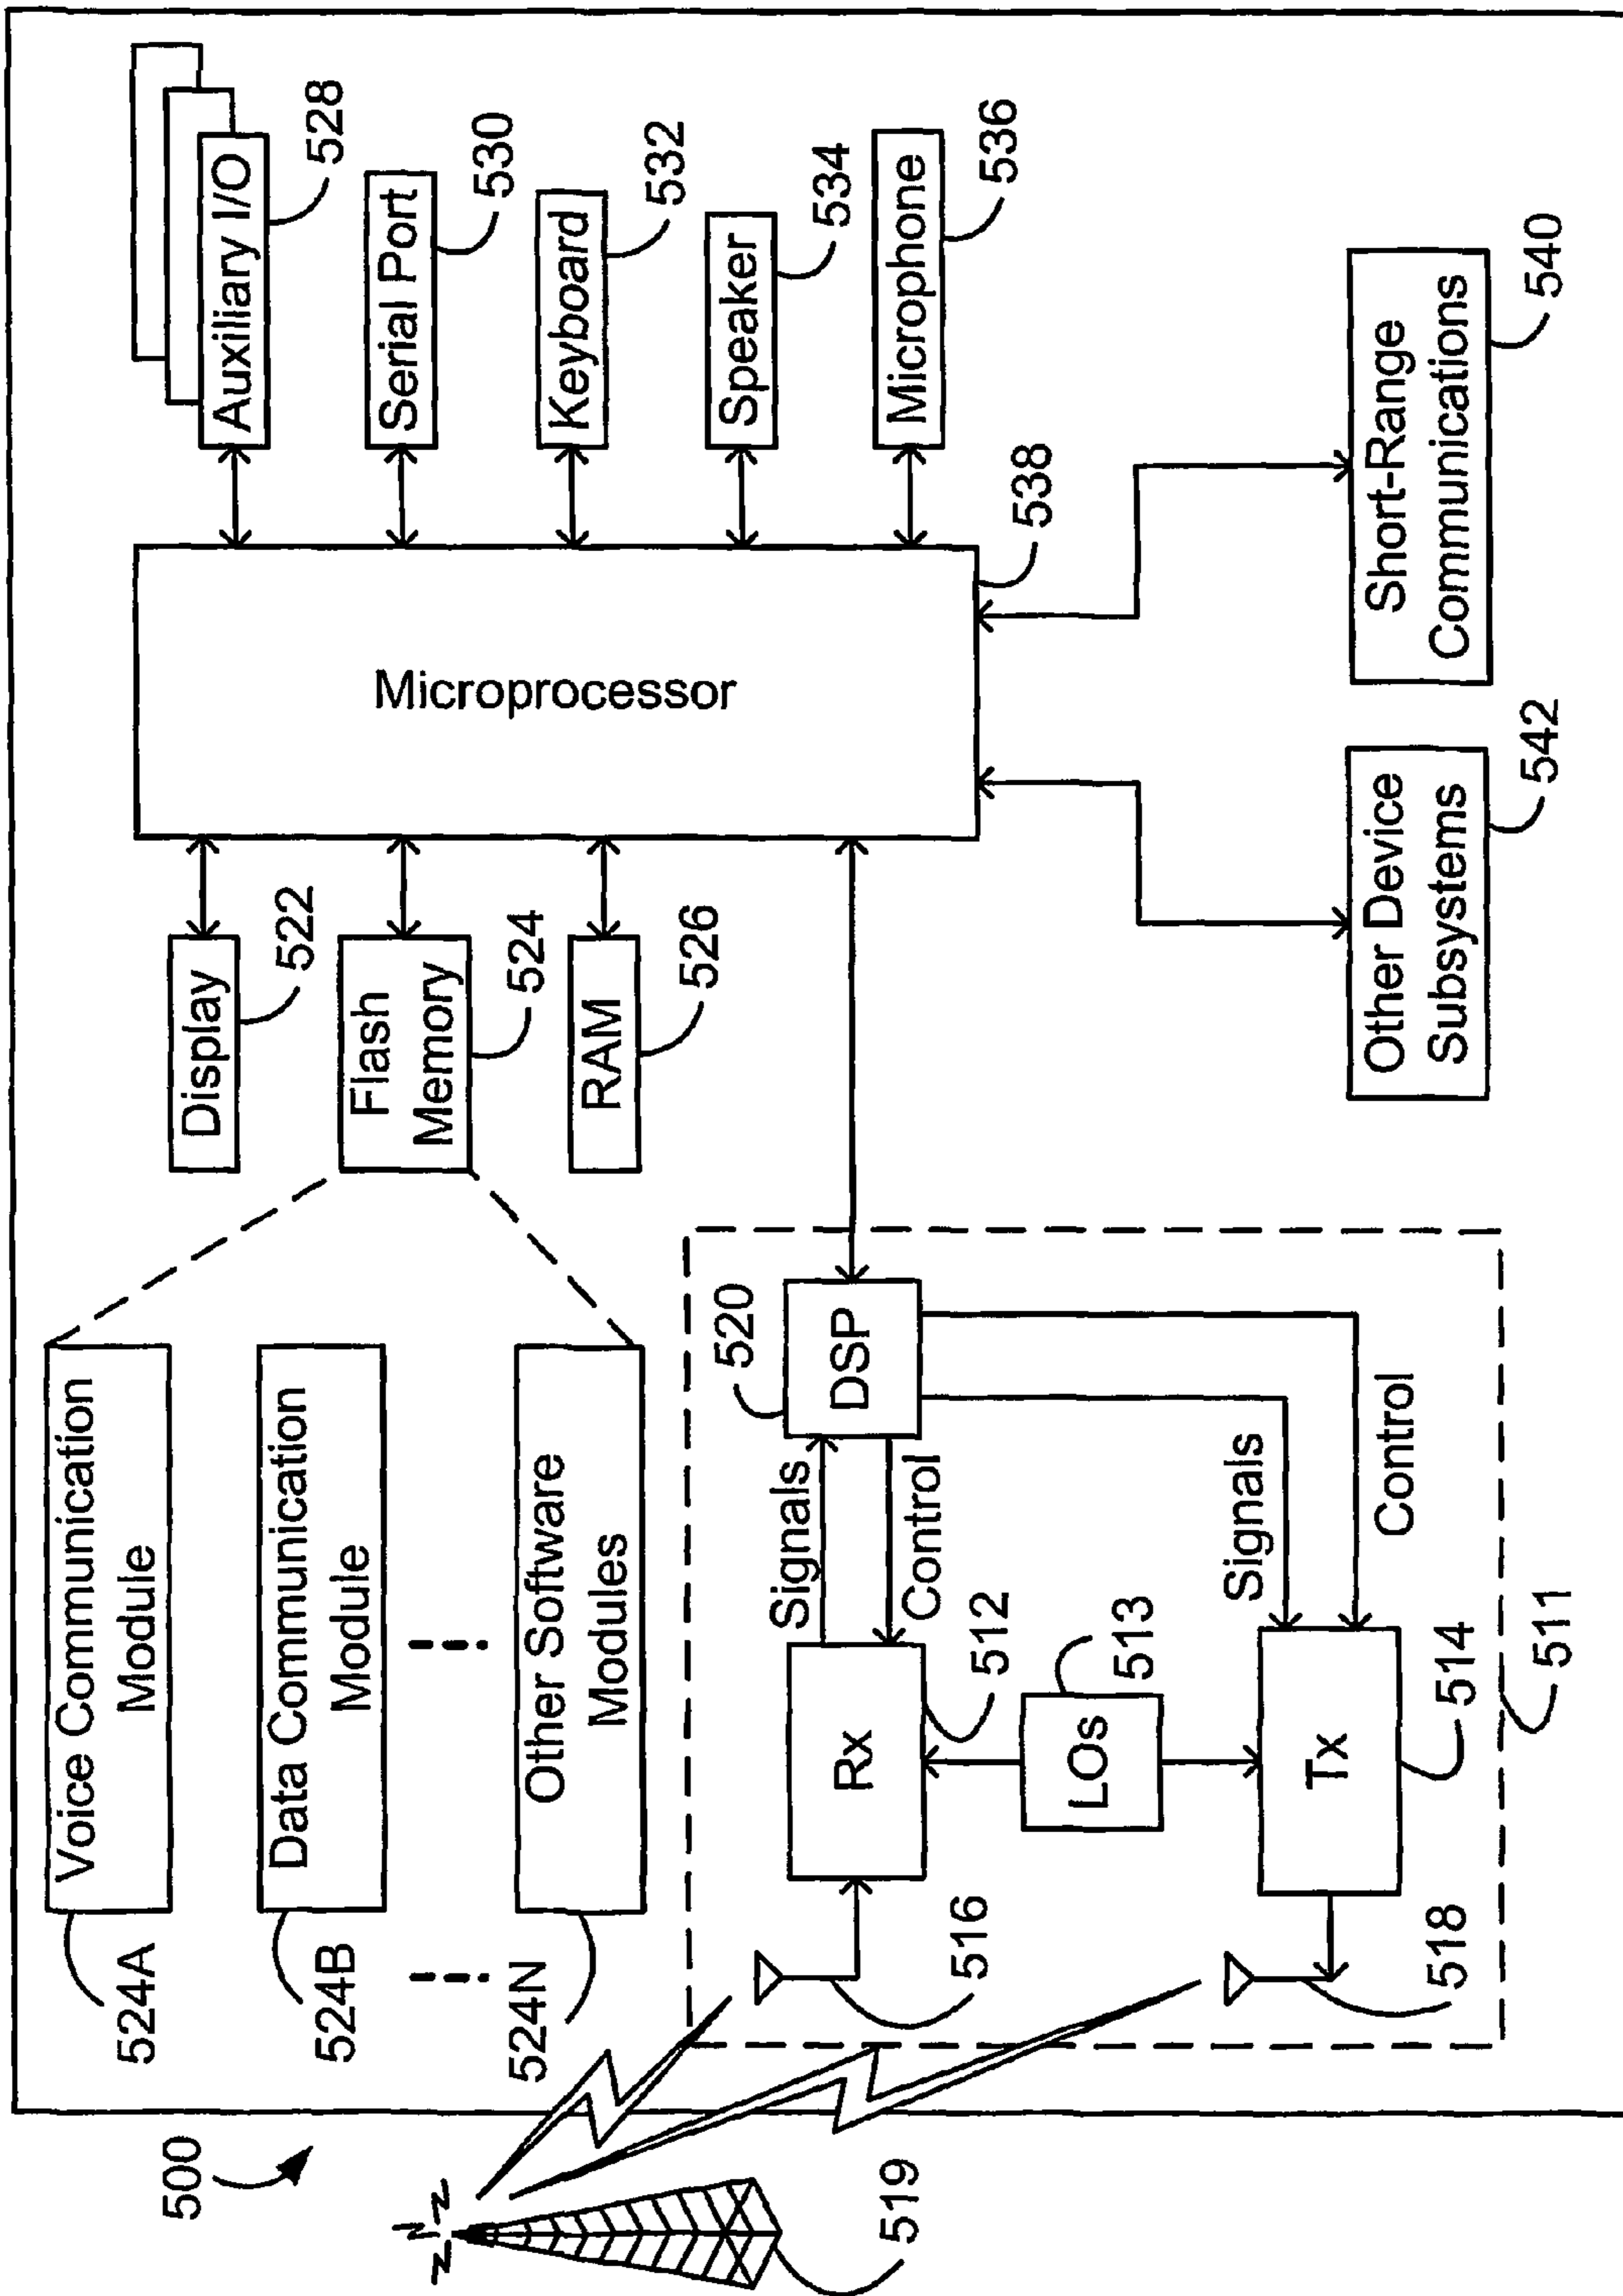 500
519
524A
Voice Communication
Module
524B
Data Communication
Module
524N
Other Software
Modules
Display
522
Flash
Memory
524
RAM
526
Microprocessor
538
Auxiliary I/O
528
Serial Port
530
Keyboard
532
Speaker
534
Microphone
536
Short-Range
Communications
540
Other Device
Subsystems
542
520
DSP
Signals
Control
Rx
512
516
LOs
513
Signals
Control
Tx
514
518
511